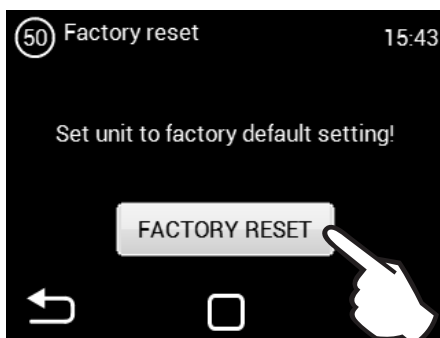 50 Factory reset 15:43
Set unit to factory default setting!
FACTORY RESET